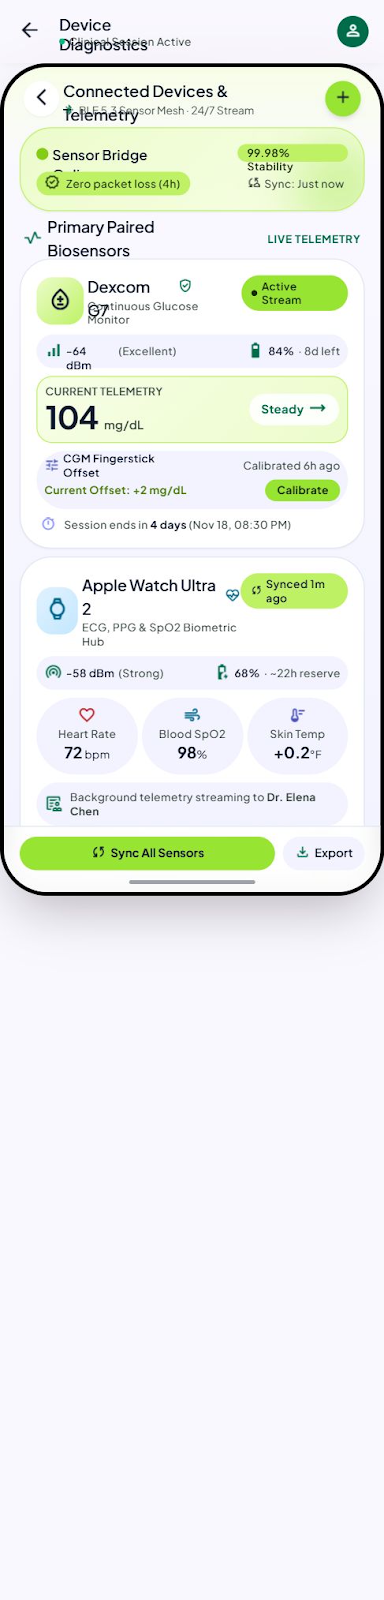 Device
Diagnostics
Clinical Session Active
Connected Devices &
Telemetry
BLE 5.3 Sensor Mesh · 24/7 Stream
Sensor Bridge
99.98%
Stability
Zero packet loss (4h)
Sync: Just now
Primary Paired
Biosensors
LIVE TELEMETRY
Dexcom
G7
Continuous Glucose
Monitor
Active
Stream
-64
dBm
(Excellent)
84% · 8d left
CURRENT TELEMETRY
104 mg/dL
Steady →
CGM Fingerstick
Offset
Calibrated 6h ago
Current Offset: +2 mg/dL
Calibrate
Session ends in 4 days (Nov 18, 08:30 PM)
Apple Watch Ultra
2
ECG, PPG & SpO2 Biometric
Hub
Synced 1m
ago
-58 dBm (Strong)
68% · ~22h reserve
Heart Rate
72 bpm
Blood SpO2
98%
Skin Temp
+0.2°F
Background telemetry streaming to Dr. Elena
Chen
Sync All Sensors
Export